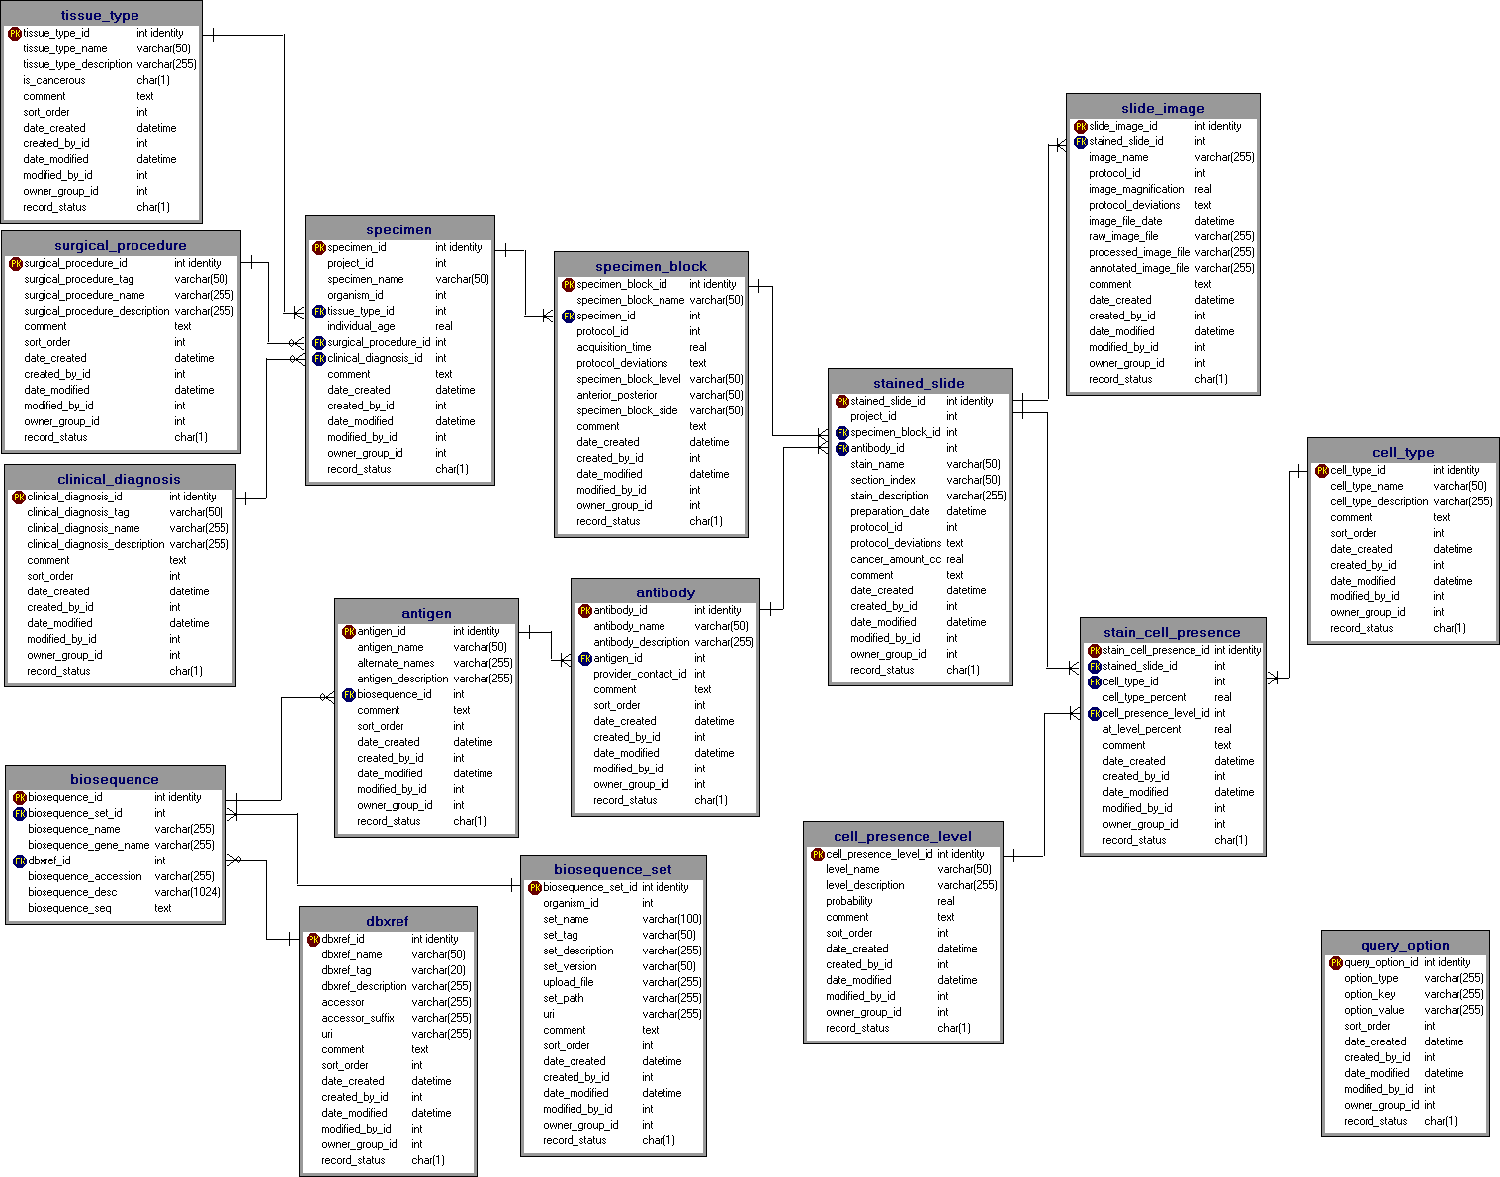 tissue_type
Pk tissue_type_id int identity
tissue_type_name varchar(50)
tissue_type_description varchar(255)
is_cancerous char(1)
comment text
sort_order int
date_created datetime
created_by_id int
date_modified datetime
modified_by_id int
owner_group_id int
record_status char(1)
surgical_procedure
Pk surgical_procedure_id int identity
surgical_procedure_tag varchar(50)
surgical_procedure_name varchar(255)
surgical_procedure_description varchar(255)
comment text
sort_order int
date_created datetime
created_by_id int
date_modified datetime
modified_by_id int
owner_group_id int
record_status char(1)
clinical_diagnosis
Pk clinical_diagnosis_id int identity
clinical_diagnosis_tag varchar(50)
clinical_diagnosis_name varchar(255)
clinical_diagnosis_description varchar(255)
comment text
sort_order int
date_created datetime
created_by_id int
date_modified datetime
modified_by_id int
owner_group_id int
record_status char(1)
specimen
Pk specimen_id int identity
project_id int
specimen_name varchar(50)
organism_id int
Fk tissue_type_id int
individual_age real
Fk surgical_procedure_id int
Fk clinical_diagnosis_id int
comment text
date_created datetime
created_by_id int
date_modified datetime
modified_by_id int
owner_group_id int
record_status char(1)
specimen_block
Pk specimen_block_id int identity
specimen_block_name varchar(50)
Fk specimen_id int
protocol_id int
acquisition_time real
protocol_deviations text
specimen_block_level varchar(50)
anterior_posterior varchar(50)
specimen_block_side varchar(50)
comment text
date_created datetime
created_by_id int
date_modified datetime
modified_by_id int
owner_group_id int
record_status char(1)
stained_slide
Pk stained_slide_id int identity
project_id int
Fk specimen_block_id int
Fk antibody_id int
stain_name varchar(50)
section_index varchar(50)
stain_description varchar(255)
preparation_date datetime
protocol_id int
protocol_deviations text
cancer_amount_cc real
comment text
date_created datetime
created_by_id int
date_modified datetime
modified_by_id int
owner_group_id int
record_status char(1)
slide_image
Pk slide_image_id int identity
Fk stained_slide_id int
image_name varchar(255)
protocol_id int
image_magnification real
protocol_deviations text
image_file_date datetime
raw_image_file varchar(255)
processed_image_file varchar(255)
annotated_image_file varchar(255)
comment text
date_created datetime
created_by_id int
date_modified datetime
modified_by_id int
owner_group_id int
record_status char(1)
cell_type
Pk cell_type_id int identity
cell_type_name varchar(50)
cell_type_description varchar(255)
comment text
sort_order int
date_created datetime
created_by_id int
date_modified datetime
modified_by_id int
owner_group_id int
record_status char(1)
stain_cell_presence
Pk stain_cell_presence_id int identity
Fk stained_slide_id int
Fk cell_type_id int
cell_type_percent real
Fk cell_presence_level_id int
at_level_percent real
comment text
date_created datetime
created_by_id int
date_modified datetime
modified_by_id int
owner_group_id int
record_status char(1)
antigen
Pk antigen_id int identity
antigen_name varchar(50)
alternate_names varchar(255)
antigen_description varchar(255)
Fk biosequence_id int
comment text
sort_order int
date_created datetime
created_by_id int
date_modified datetime
modified_by_id int
owner_group_id int
record_status char(1)
antibody
Pk antibody_id int identity
antibody_name varchar(50)
antibody_description varchar(255)
Fk antigen_id int
provider_contact_id int
comment text
sort_order int
date_created datetime
created_by_id int
date_modified datetime
modified_by_id int
owner_group_id int
record_status char(1)
biosequence
Pk biosequence_id int identity
Fk biosequence_set_id int
biosequence_name varchar(255)
biosequence_gene_name varchar(255)
Fk dbxref_id int
biosequence_accession varchar(255)
biosequence_desc varchar(1024)
biosequence_seq text
dbxref
Pk dbxref_id int identity
dbxref_name varchar(50)
dbxref_tag varchar(20)
dbxref_description varchar(255)
accessor varchar(255)
accessor_suffix varchar(255)
uri varchar(255)
comment text
sort_order int
date_created datetime
created_by_id int
date_modified datetime
modified_by_id int
owner_group_id int
record_status char(1)
biosequence_set
Pk biosequence_set_id int identity
organism_id int
set_name varchar(100)
set_tag varchar(50)
set_description varchar(255)
set_version varchar(50)
upload_file varchar(255)
set_path varchar(255)
uri varchar(255)
comment text
sort_order int
date_created datetime
created_by_id int
date_modified datetime
modified_by_id int
owner_group_id int
record_status char(1)
cell_presence_level
Pk cell_presence_level_id int identity
level_name varchar(50)
level_description varchar(255)
probability real
comment text
sort_order int
date_created datetime
created_by_id int
date_modified datetime
modified_by_id int
owner_group_id int
record_status char(1)
query_option
Pk query_option_id int identity
option_type varchar(255)
option_key varchar(255)
option_value varchar(255)
sort_order int
date_created datetime
created_by_id int
date_modified datetime
modified_by_id int
owner_group_id int
record_status char(1)